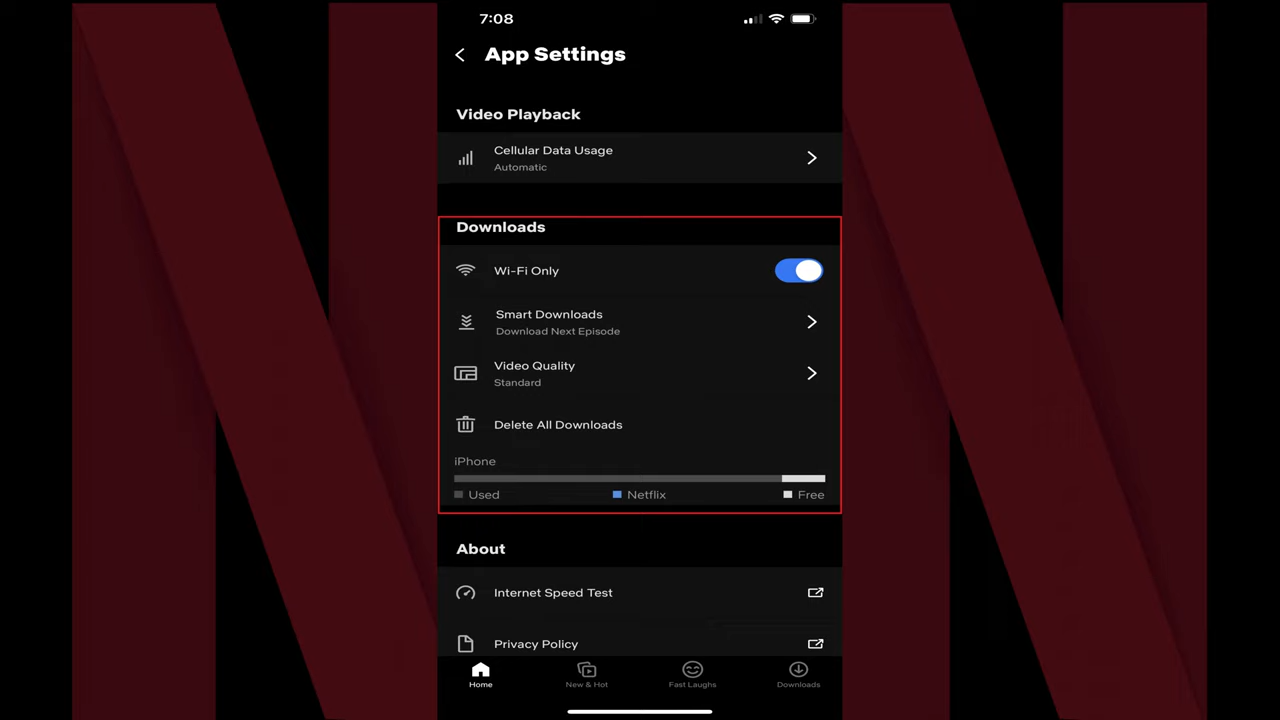 7:08
App Settings
Video Playback
Cellular Data Usage
Automatic
Downloads
Wi-Fi Only
Smart Downloads
Download Next Episode
Video Quality
Standard
Delete All Downloads
iPhone
Used Netflix Free
About
Internet Speed Test
Privacy Policy
Home New & Hot Fast Laughs Downloads